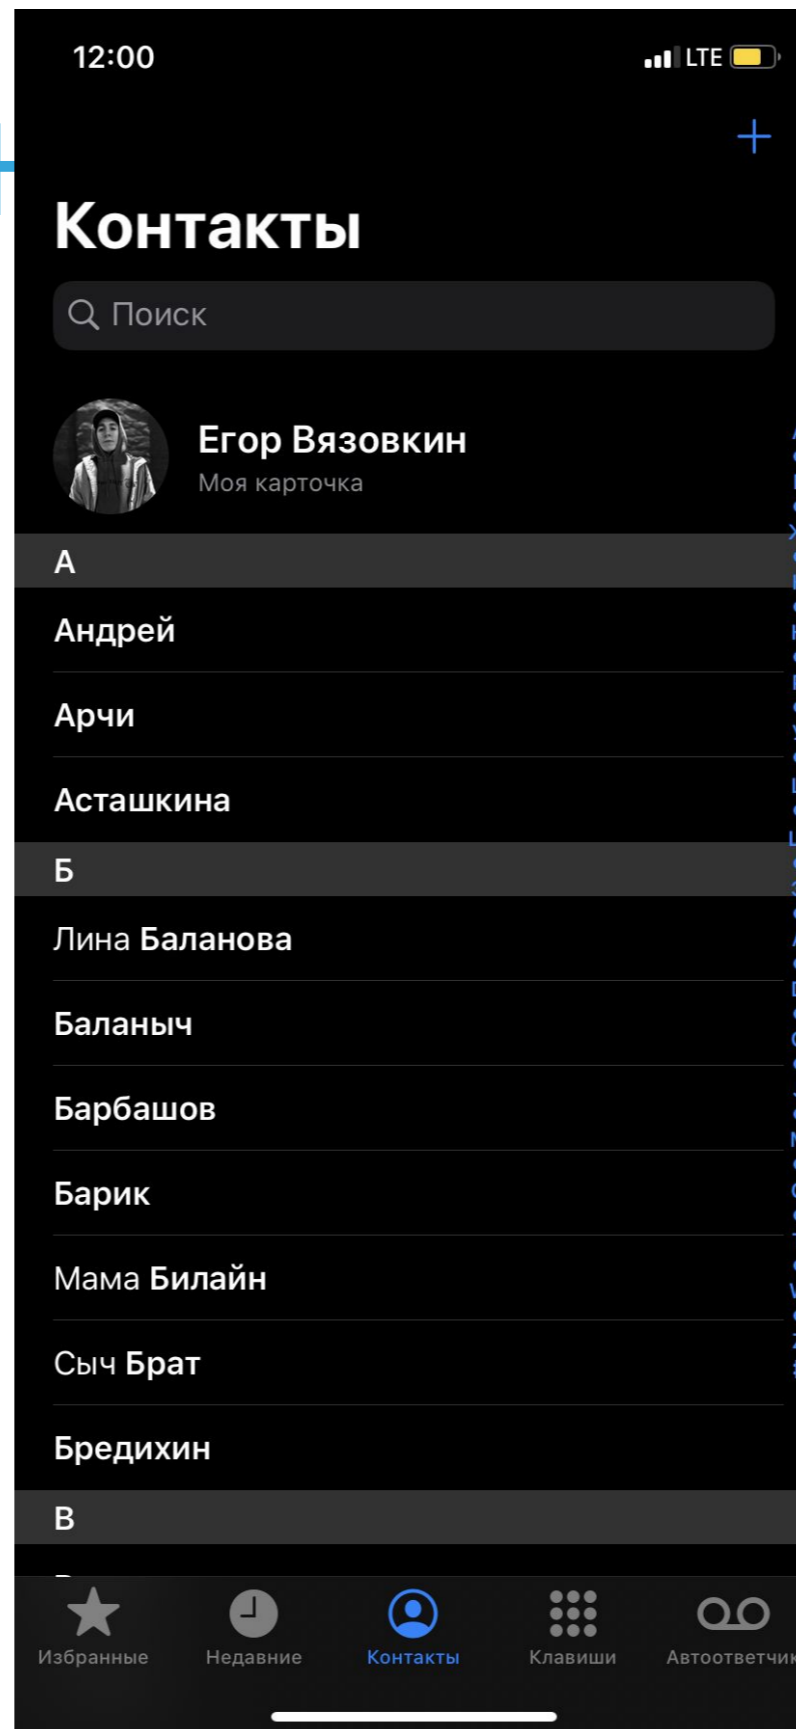 12:00 LTE
Контакты
Поиск
Егор Вязовкин
Моя карточка
А
Андрей
Арчи
Асташкина
Б
Лина Баланова
Баланыч
Барбашов
Барик
Мама Билайн
Сыч Брат
Бредихин
В
Избранные Недавние Контакты Клавиши Автоответчик